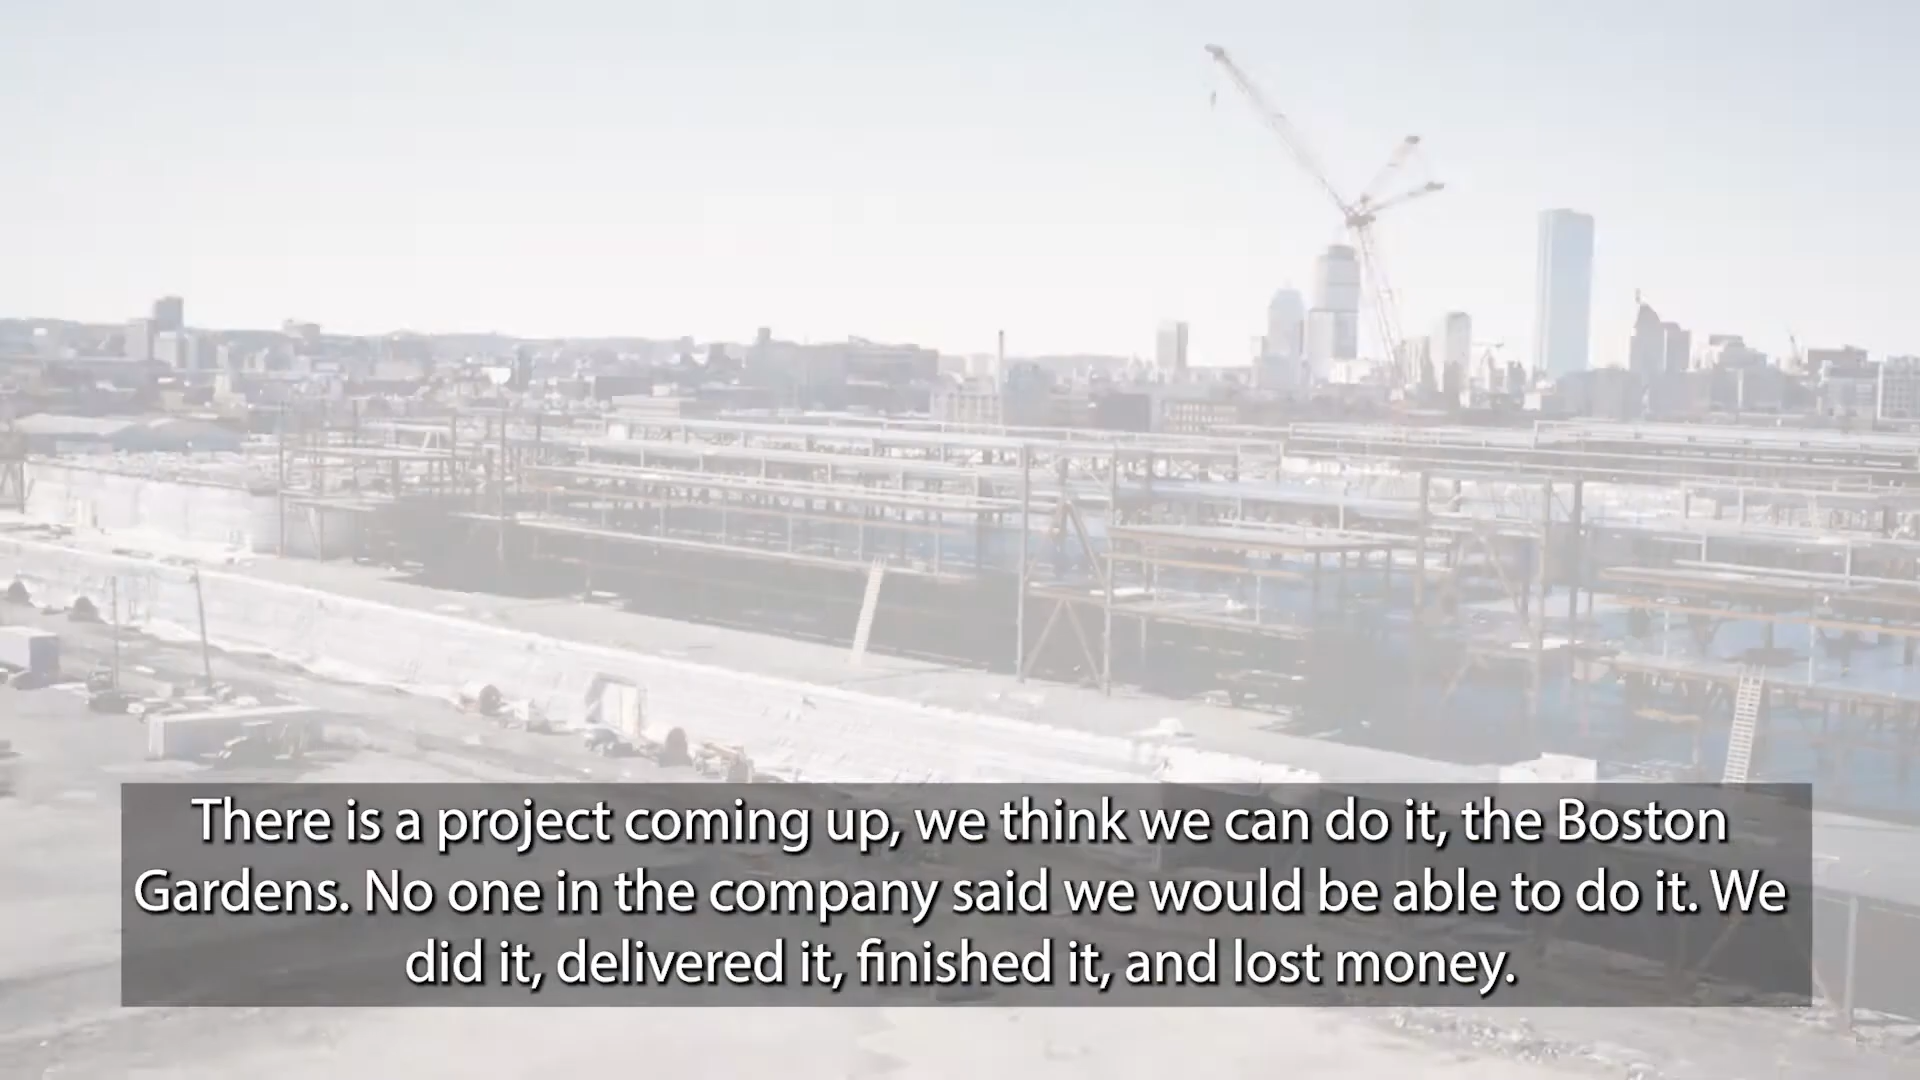 There is a project coming up, we think we can do it, the Boston
Gardens. No one in the company said we would be able to do it. We
did it, delivered it, finished it, and lost money.